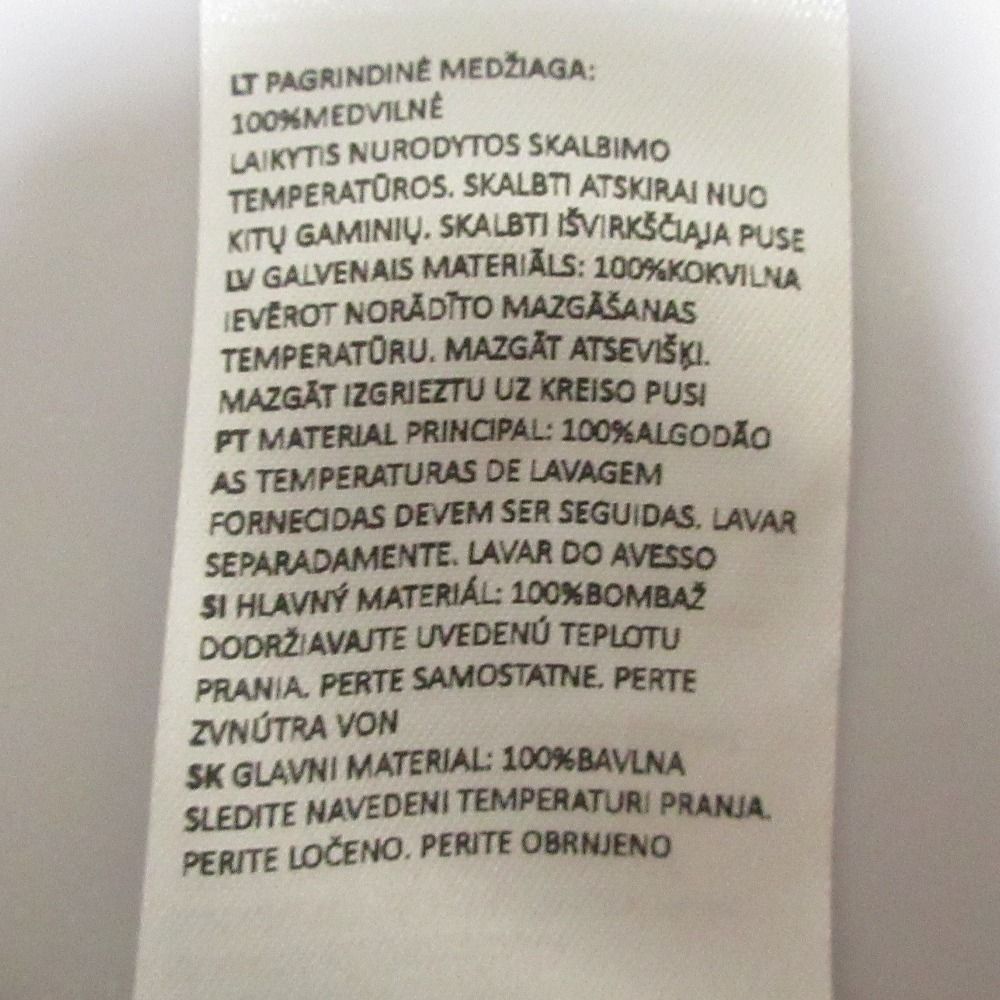 LT PAGRINDINĖ MEDŽIAGA:
100%MEDVILNĖ
LAIKYTIS NURODYTOS SKALBIMO
TEMPERATŪROS. SKALBTI ATSKIRAI NUO
KITŲ GAMINIŲ. SKALBTI IŠVIRKŠČIĄJA PUSE
LV GALVENAIS MATERIĀLS: 100%KOKVILNA
IEVĒROT NORĀDĪTO MAZGĀŠANAS
TEMPERATŪRU. MAZGĀT ATSEVIŠĶI.
MAZGĀT IZGRIEZTU UZ KREISO PUSI
PT MATERIAL PRINCIPAL: 100%ALGODÃO
AS TEMPERATURAS DE LAVAGEM
FORNECIDAS DEVEM SER SEGUIDAS. LAVAR
SEPARADAMENTE. LAVAR DO AVESSO
SI HLAVNÝ MATERIÁL: 100%BOMBAŽ
DODRŽIAVAJTE UVEDENÚ TEPLOTU
PRANIA. PERTE SAMOSTATNE. PERTE
ZVNÚTRA VON
SK GLAVNI MATERIAL: 100%BAVLNA
SLEDITE NAVEDENI TEMPERATURI PRANJA.
PERITE LOČENO. PERITE OBRNJENO